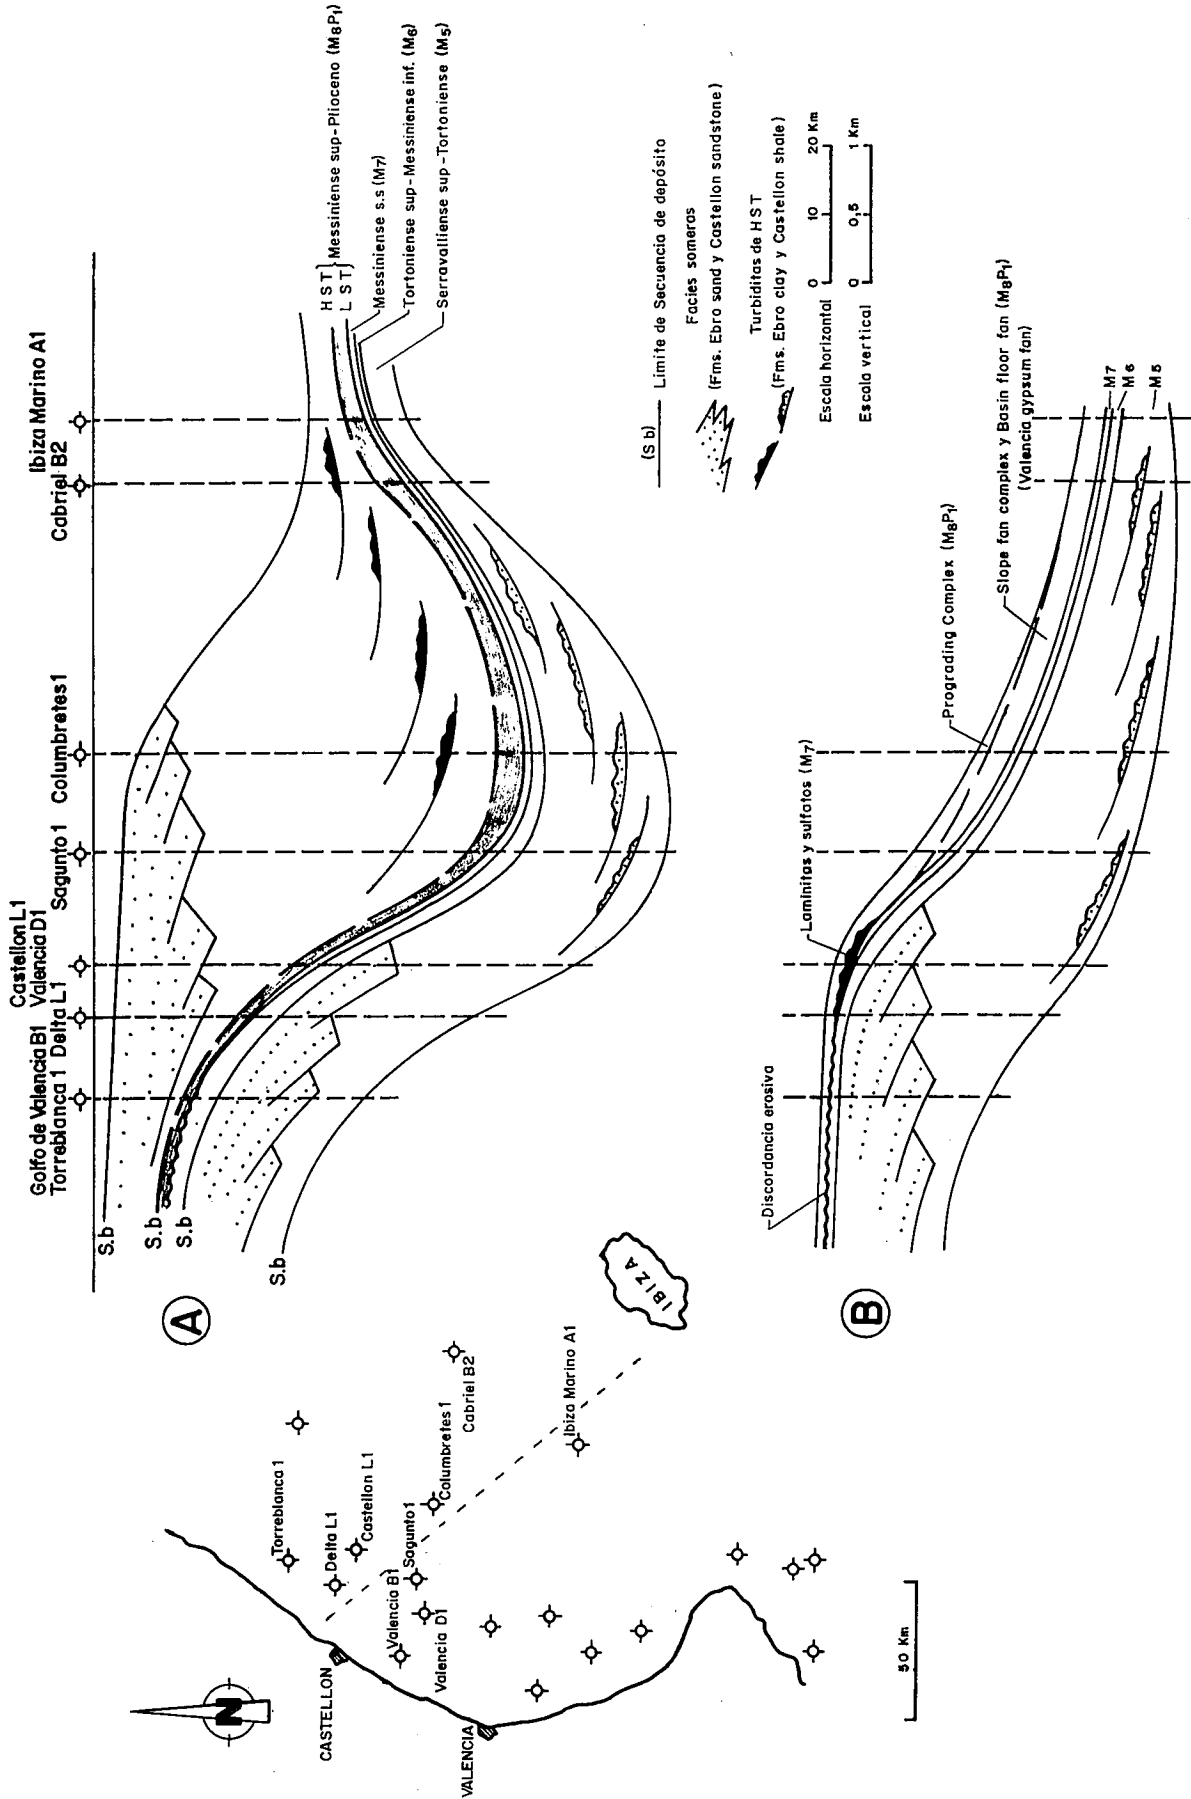 N
CASTELLON
VALENCIA
Torreblanca 1
Delta L1
Castellon L1
Valencia B1
Sagunto 1
Valencia D1
Columbretes 1
Cabriel B2
Ibiza Marino A1
IBIZA
50 Km
A
Golfo de Valencia B1
Torreblanca 1
Delta L1
Castellon L1
Valencia D1
Sagunto 1
Columbretes 1
Cabriel B2
Ibiza Marino A1
S.b
S.b
S.b
S.b
H S T
L S T
Messiniense sup-Plioceno (M8P1)
Messiniense s.s (M7)
Tortoniense sup-Messiniense inf. (M6)
Serravalliense sup-Tortoniense (M5)
(S b)
Limite de Secuencia de depósito
Facies someras
(Fms. Ebro sand y Castellon sandstone)
Turbiditas de HST
(Fms. Ebro clay y Castellon shale)
Escala horizontal
0 10 20 Km
Escala vertical
0 0,5 1 Km
B
Discordancia erosiva
Laminitas y sulfatos (M7)
Prograding Complex (M8P1)
Slope fan complex y Basin floor fan (M8P1)
(Valencia gypsum fan)
M7
M6
M5